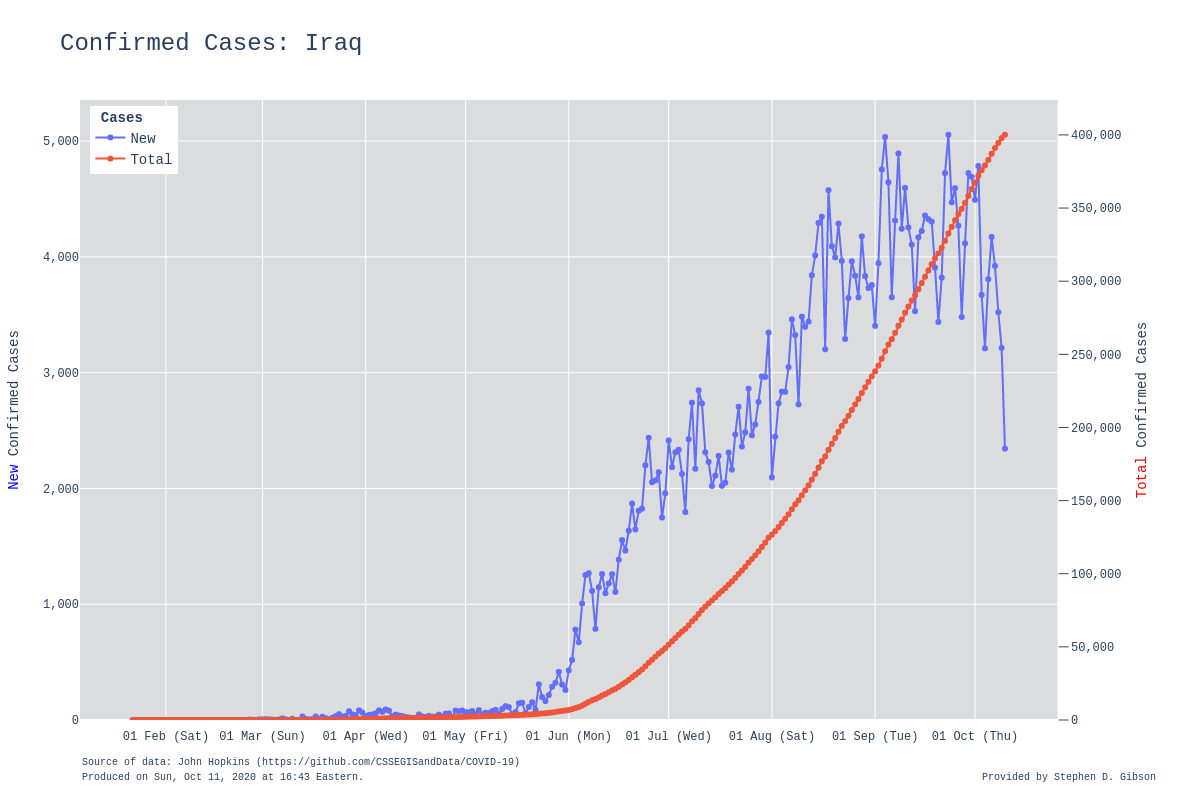 Confirmed Cases: Iraq
Cases
New
Total
5,000
4,000
3,000
2,000
1,000
0
New Confirmed Cases
400,000
350,000
300,000
250,000
200,000
150,000
100,000
50,000
0
Total Confirmed Cases
01 Feb (Sat) 01 Mar (Sun) 01 Apr (Wed) 01 May (Fri) 01 Jun (Mon) 01 Jul (Wed) 01 Aug (Sat) 01 Sep (Tue) 01 Oct (Thu)
Source of data: John Hopkins (https://github.com/CSSEGISandData/COVID-19)
Produced on Sun, Oct 11, 2020 at 16:43 Eastern.
Provided by Stephen D. Gibson